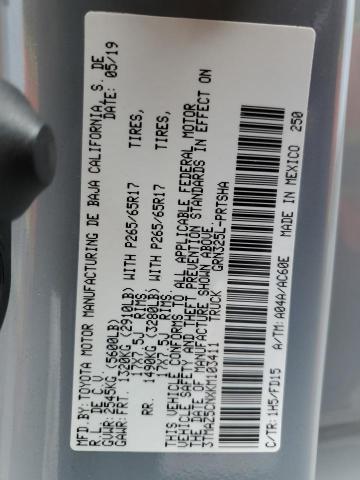 MFD.BY:TOYOTA MOTOR MANUFACTURING DE BAJA CALIFORNIA, S. DE
R.L. DE C.V. DATE: 05/19
GVWR:2545KG(5600LB)
GAWR:FRT. 1320KG(2910LB) WITH P265/65R17 TIRES,
17X7.5J RIMS,
RR. 1490KG(3280LB) WITH P265/65R17 TIRES,
17X7.5J RIMS.
THIS VEHICLE CONFORMS TO ALL APPLICABLE FEDERAL MOTOR
VEHICLE SAFETY AND THEFT PREVENTION STANDARDS IN EFFECT ON
THE DATE OF MANUFACTURE SHOWN ABOVE.
3TMAZ5CNXKM103411 TRUCK GRN325L-PRTSHA
C/TR:1H5/FD15 A/TM: A04A/AC60E MADE IN MEXICO 250